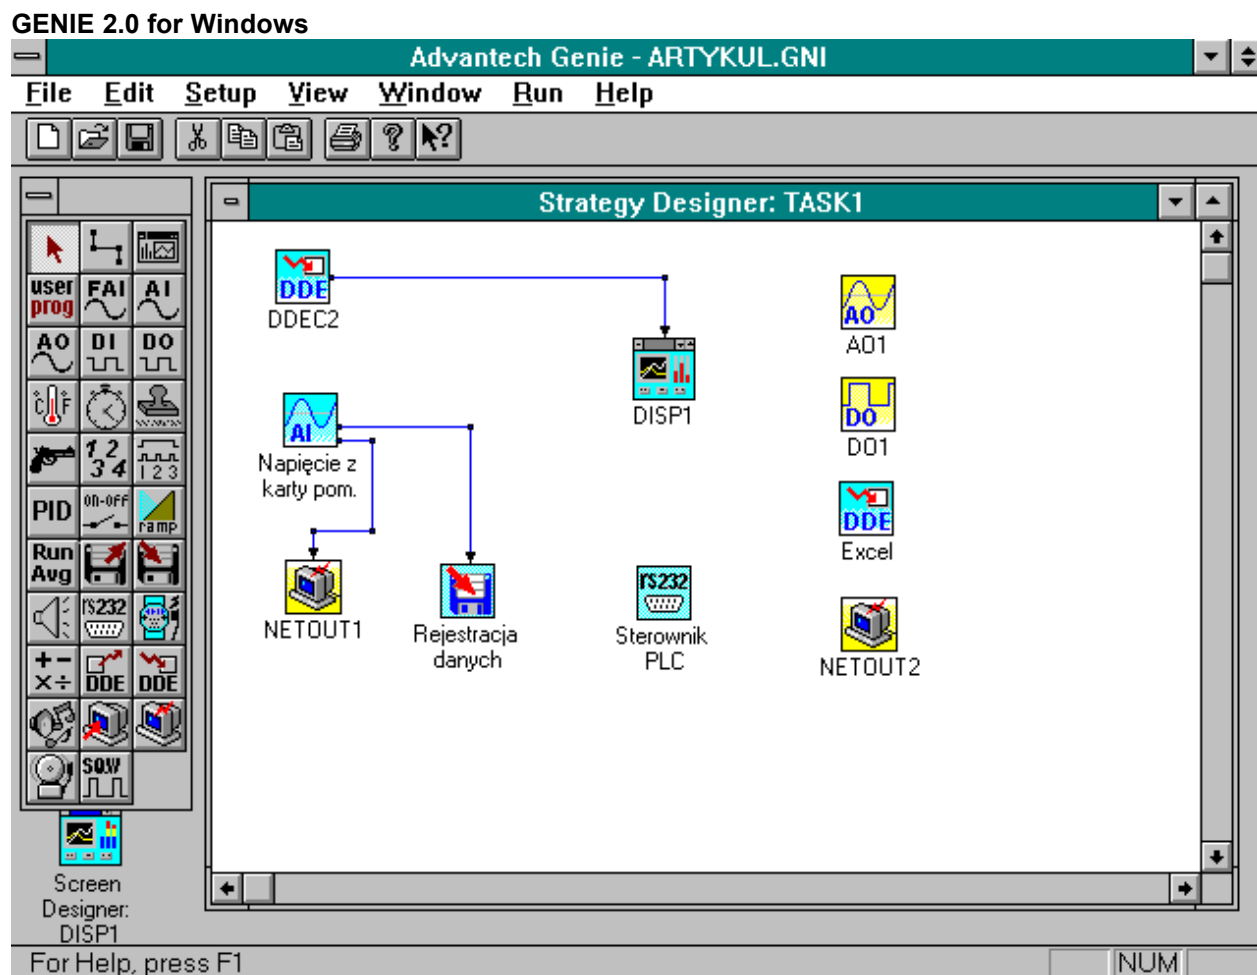 GENIE 2.0 for Windows
Advantech Genie - ARTYKUL.GNI
File Edit Setup View Window Run Help
Strategy Designer: TASK1
user prog
FAI
AI
AO
DI
DO
°C °F
1 2 3 4
1 2 3
PID
on-off
ramp
Run Avg
rs232
+ - × ÷
DDE
DDE
SQW
DDE
DDEC2
DISP1
AI
Napięcie z
karty pom.
NETOUT1
Rejestracja
danych
rs232
Sterownik
PLC
AO
AO1
DO
DO1
DDE
Excel
NETOUT2
Screen
Designer:
DISP1
For Help, press F1
NUM